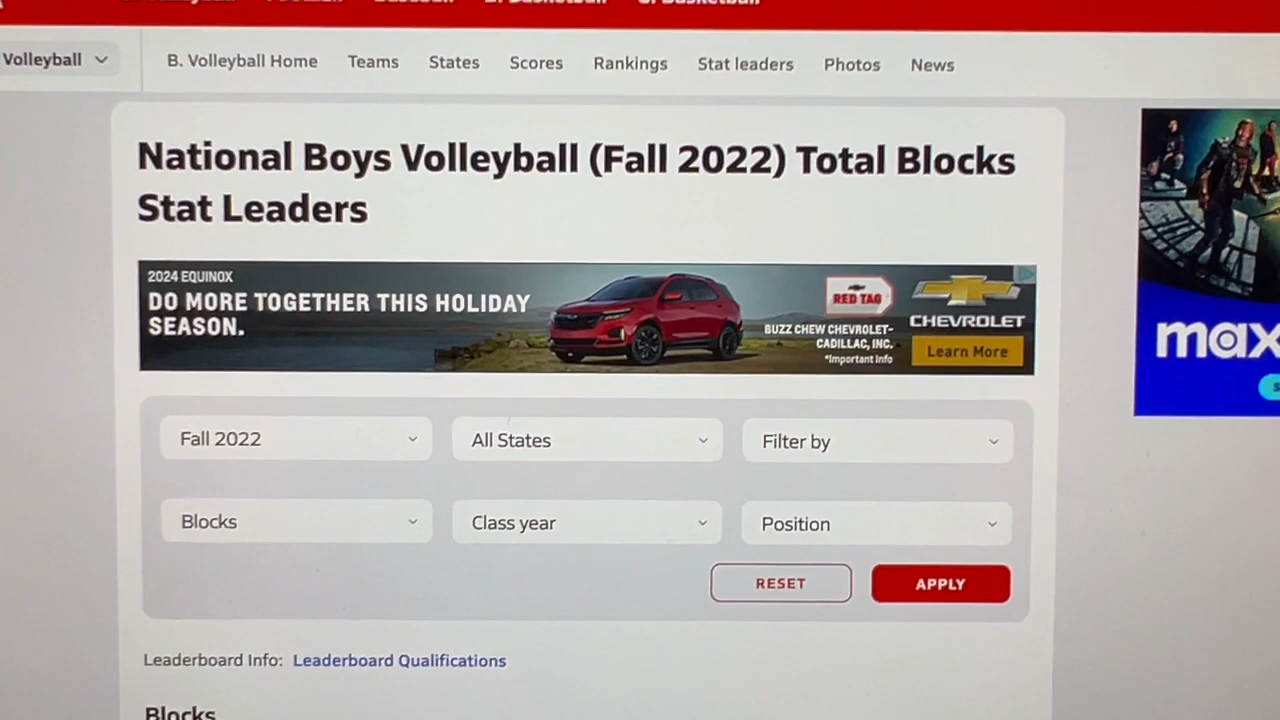 Volleyball
B. Volleyball Home Teams States Scores Rankings Stat leaders Photos News
National Boys Volleyball (Fall 2022) Total Blocks
Stat Leaders
2024 EQUINOX
DO MORE TOGETHER THIS HOLIDAY
SEASON.
RED TAG
BUZZ CHEW CHEVROLET-
CADILLAC, INC.
*Important Info
CHEVROLET
Learn More
max
Fall 2022 All States Filter by
Blocks Class year Position
RESET APPLY
Leaderboard Info: Leaderboard Qualifications
Blocks